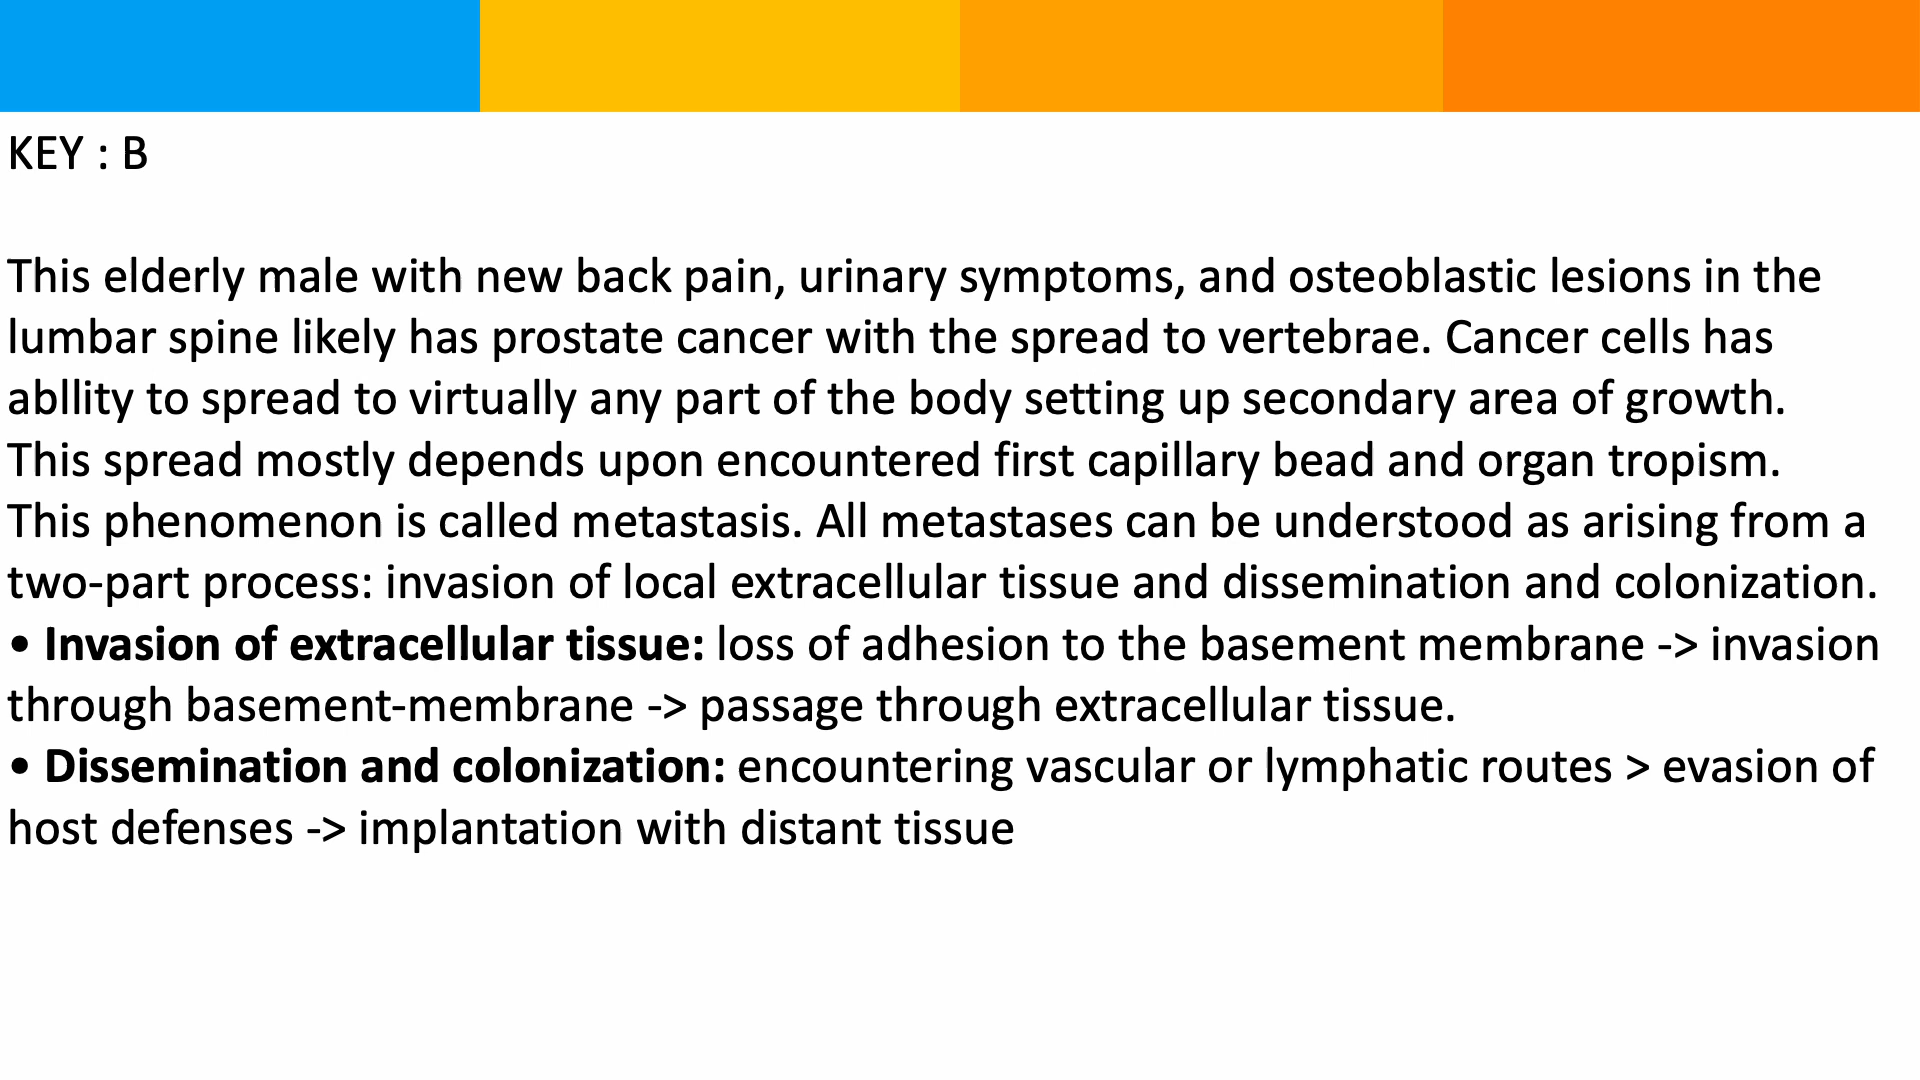 KEY : B
This elderly male with new back pain, urinary symptoms, and osteoblastic lesions in the
lumbar spine likely has prostate cancer with the spread to vertebrae. Cancer cells has
abllity to spread to virtually any part of the body setting up secondary area of growth.
This spread mostly depends upon encountered first capillary bead and organ tropism.
This phenomenon is called metastasis. All metastases can be understood as arising from a
two-part process: invasion of local extracellular tissue and dissemination and colonization.
• Invasion of extracellular tissue: loss of adhesion to the basement membrane -> invasion
through basement-membrane -> passage through extracellular tissue.
• Dissemination and colonization: encountering vascular or lymphatic routes > evasion of
host defenses -> implantation with distant tissue